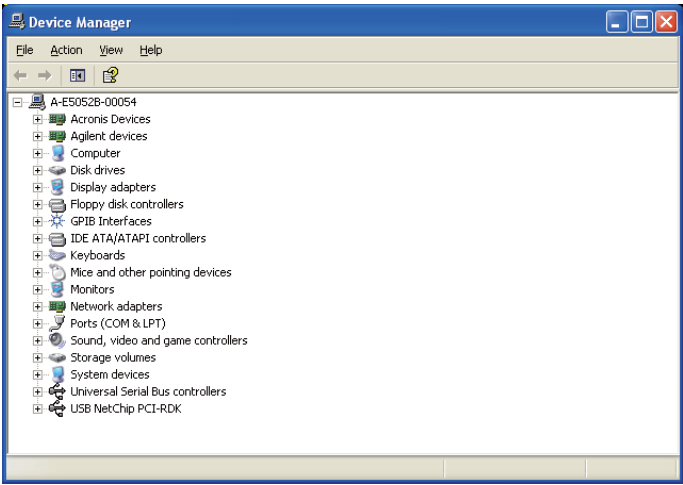 Device Manager
File Action View Help
A-E5052B-00054
Acronis Devices
Agilent devices
Computer
Disk drives
Display adapters
Floppy disk controllers
GPIB Interfaces
IDE ATA/ATAPI controllers
Keyboards
Mice and other pointing devices
Monitors
Network adapters
Ports (COM & LPT)
Sound, video and game controllers
Storage volumes
System devices
Universal Serial Bus controllers
USB NetChip PCI-RDK